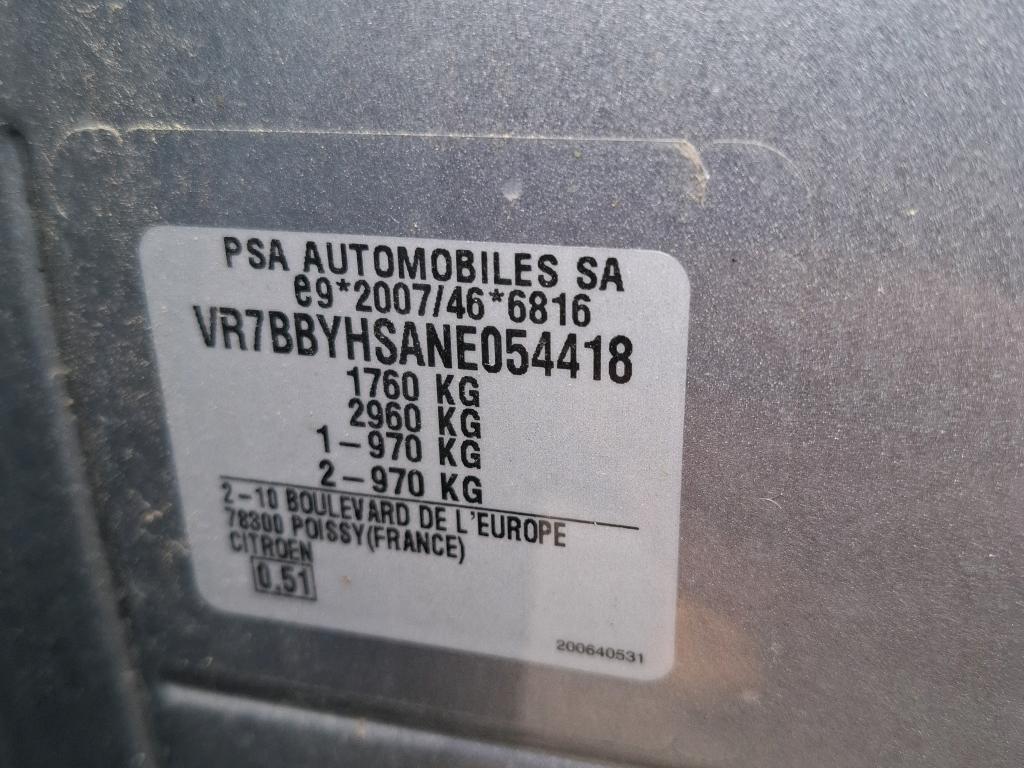 PSA AUTOMOBILES SA
e9*2007/46*6816
VR7BBYHSANE054418
1760 KG
2960 KG
1-970 KG
2-970 KG
2-10 BOULEVARD DE L'EUROPE
78300 POISSY(FRANCE)
CITROEN
0.51
200640531